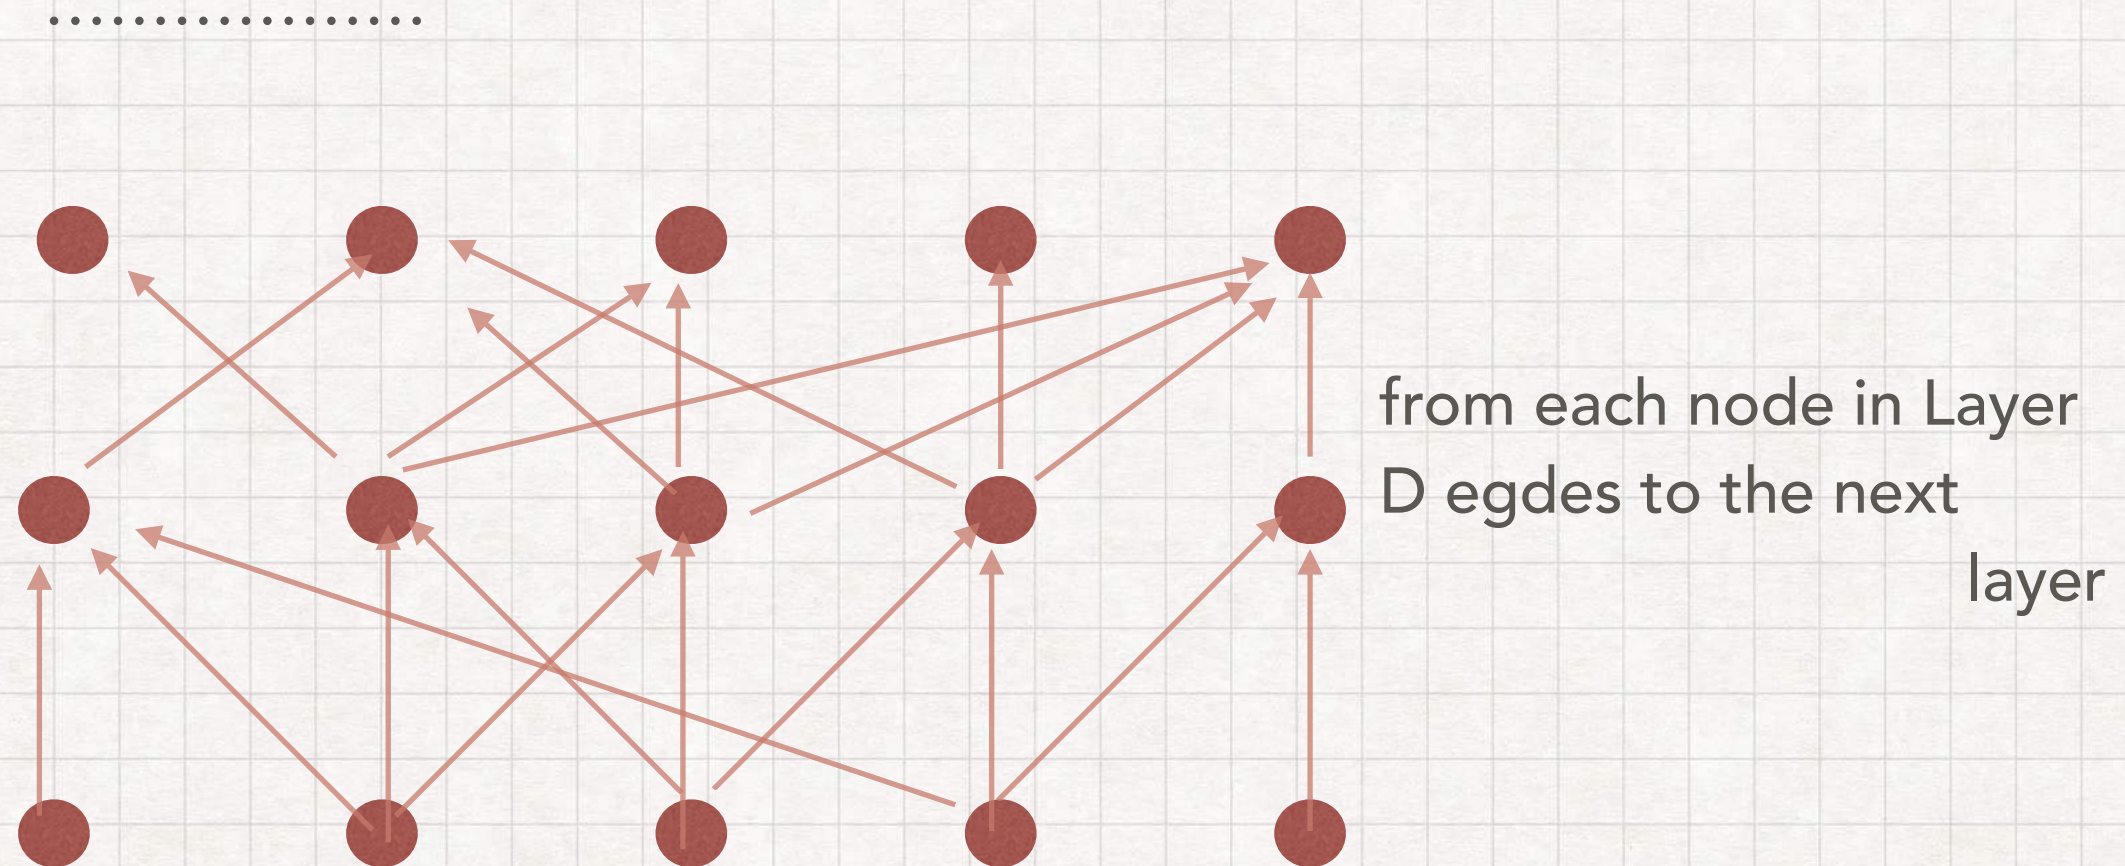 from each node in Layer
D egdes to the next
layer